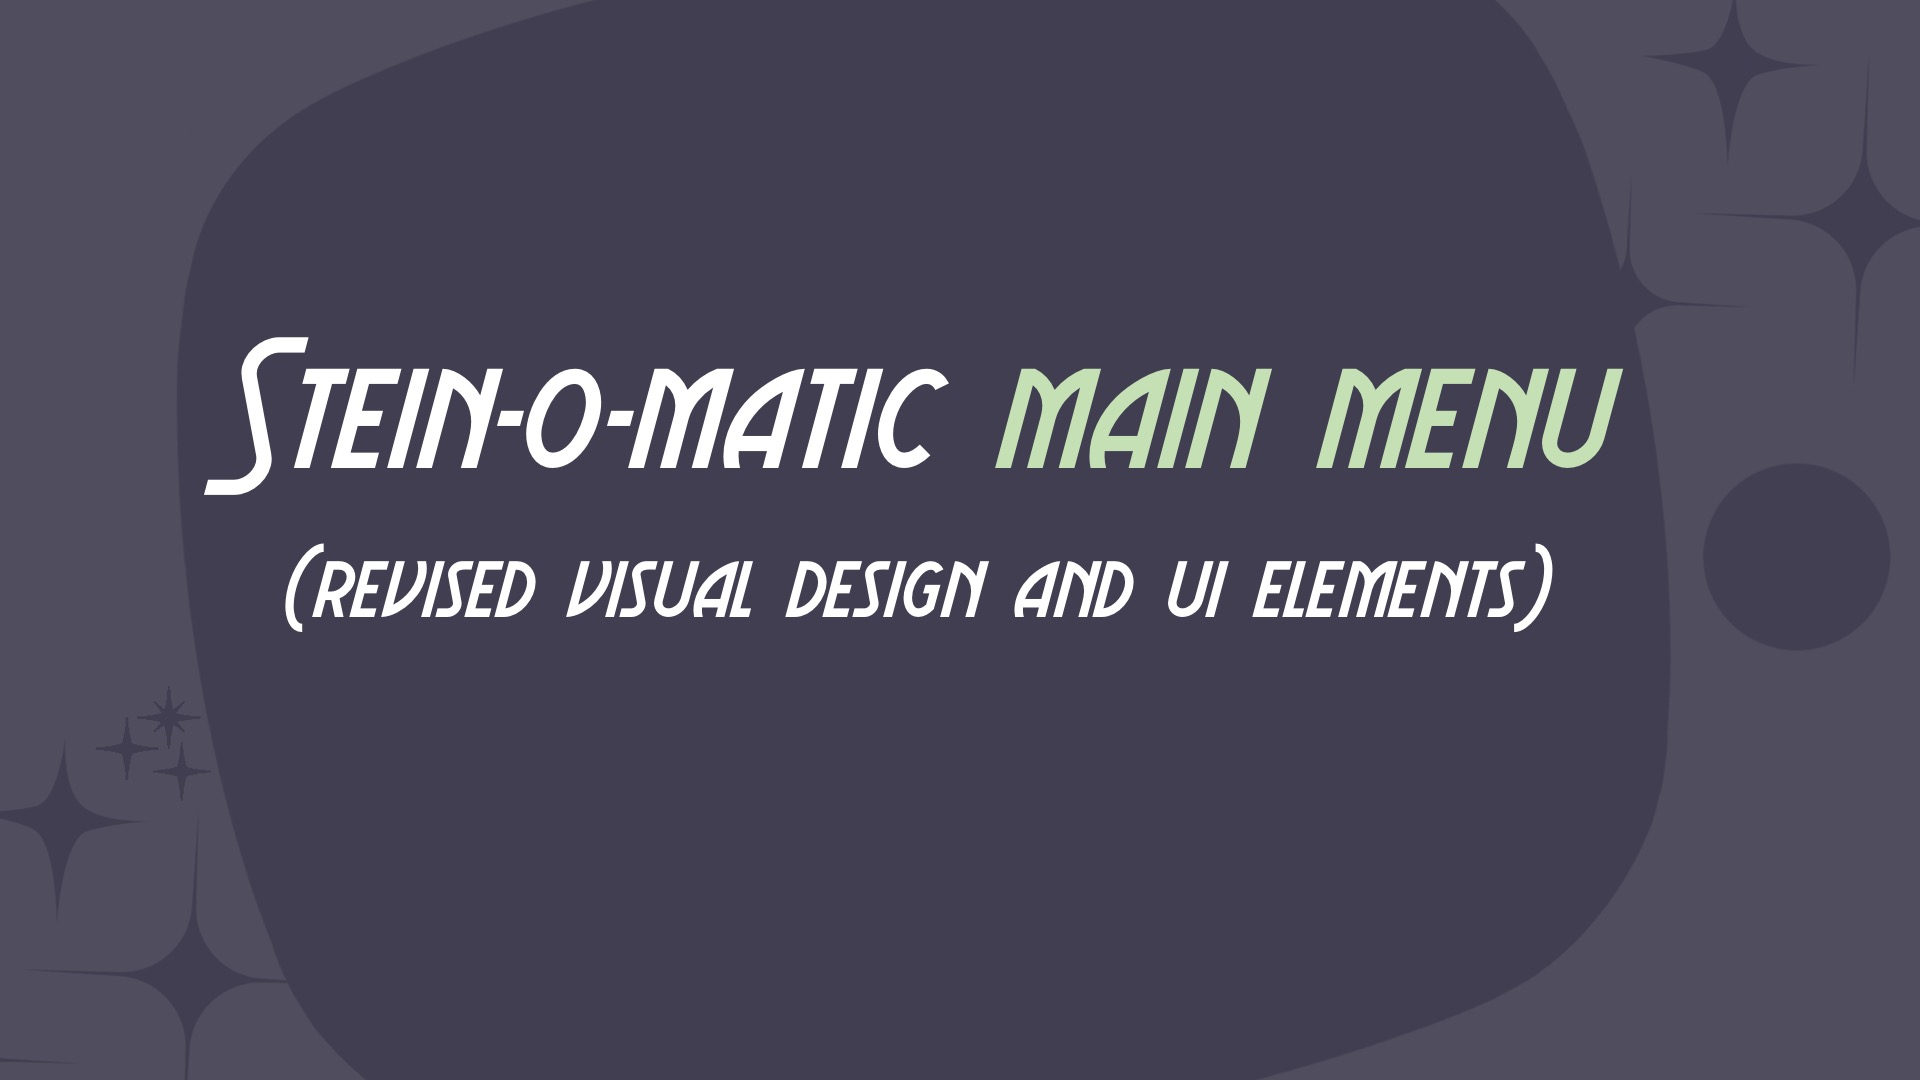 Stein-o-matic main menu
(revised visual design and UI elements)